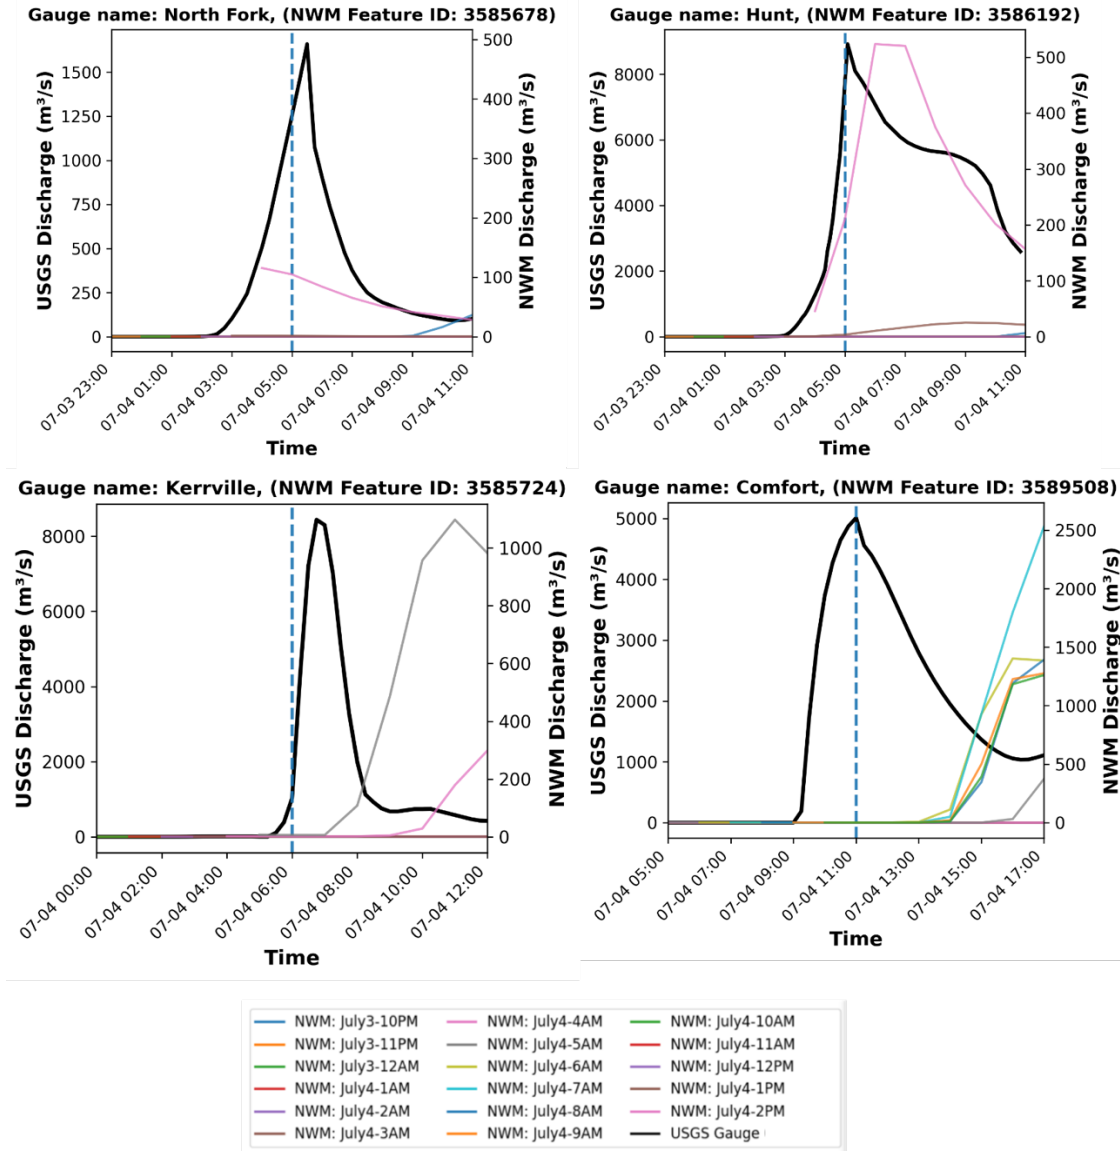 Gauge name: North Fork, (NWM Feature ID: 3585678)
USGS Discharge (m³/s)
1500
1250
1000
750
500
250
0
NWM Discharge (m³/s)
500
400
300
200
100
0
07-03 23:00
07-04 01:00
07-04 03:00
07-04 05:00
07-04 07:00
07-04 09:00
07-04 11:00
Time
Gauge name: Hunt, (NWM Feature ID: 3586192)
USGS Discharge (m³/s)
8000
6000
4000
2000
0
NWM Discharge (m³/s)
500
400
300
200
100
0
07-03 23:00
07-04 01:00
07-04 03:00
07-04 05:00
07-04 07:00
07-04 09:00
07-04 11:00
Time
Gauge name: Kerrville, (NWM Feature ID: 3585724)
USGS Discharge (m³/s)
8000
6000
4000
2000
0
NWM Discharge (m³/s)
1000
800
600
400
200
0
07-04 00:00
07-04 02:00
07-04 04:00
07-04 06:00
07-04 08:00
07-04 10:00
07-04 12:00
Time
Gauge name: Comfort, (NWM Feature ID: 3589508)
USGS Discharge (m³/s)
5000
4000
3000
2000
1000
0
NWM Discharge (m³/s)
2500
2000
1500
1000
500
0
07-04 05:00
07-04 07:00
07-04 09:00
07-04 11:00
07-04 13:00
07-04 15:00
07-04 17:00
Time
NWM: July3-10PM
NWM: July3-11PM
NWM: July3-12AM
NWM: July4-1AM
NWM: July4-2AM
NWM: July4-3AM
NWM: July4-4AM
NWM: July4-5AM
NWM: July4-6AM
NWM: July4-7AM
NWM: July4-8AM
NWM: July4-9AM
NWM: July4-10AM
NWM: July4-11AM
NWM: July4-12PM
NWM: July4-1PM
NWM: July4-2PM
USGS Gauge